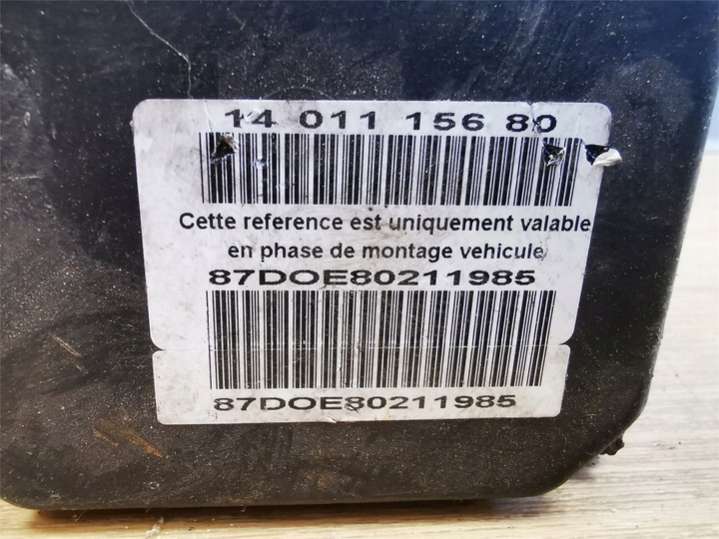 14 011 156 80
Cette reference est uniquement valable
en phase de montage vehicule
87DOE80211985
87DOE80211985